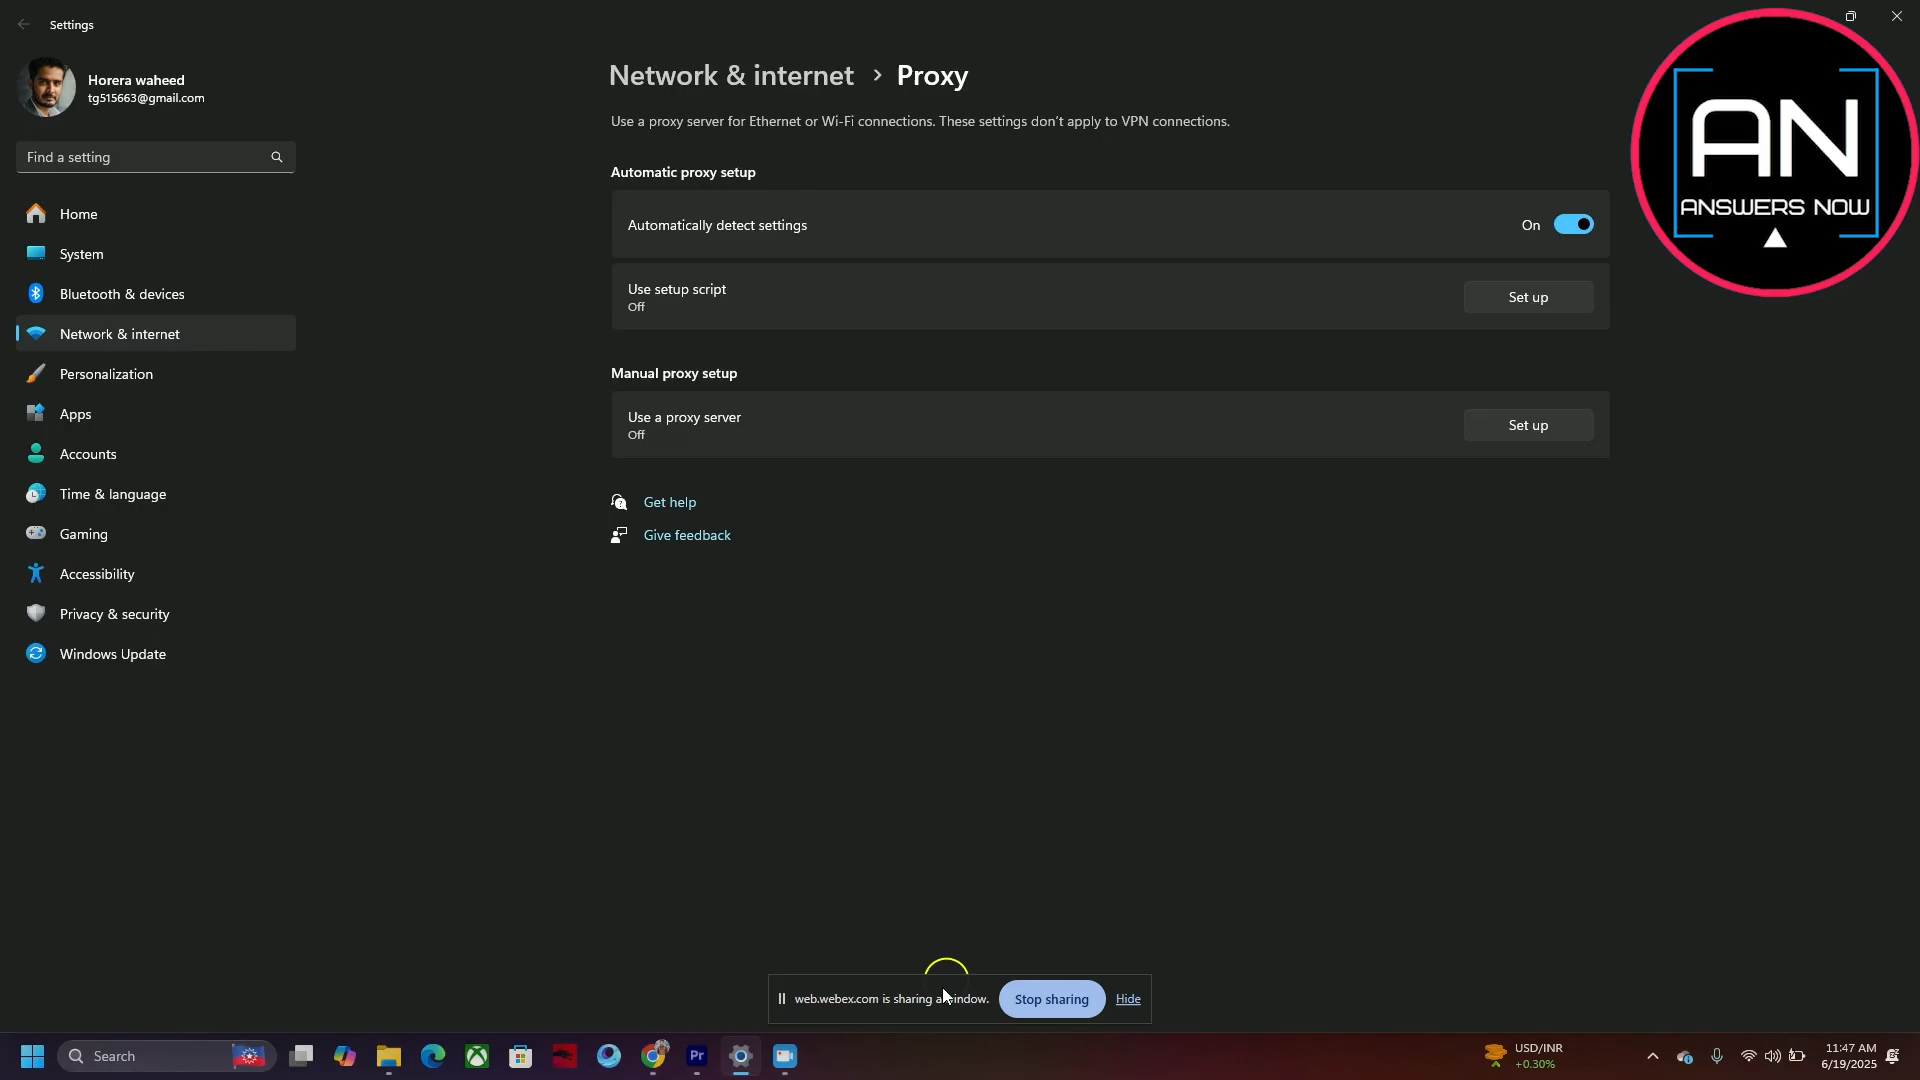 Settings
Horera waheed
tg515663@gmail.com
Find a setting
Home
System
Bluetooth & devices
Network & internet
Personalization
Apps
Accounts
Time & language
Gaming
Accessibility
Privacy & security
Windows Update
Network & internet › Proxy
Use a proxy server for Ethernet or Wi-Fi connections. These settings don't apply to VPN connections.
Automatic proxy setup
Automatically detect settings
On
Use setup script
Off
Set up
Manual proxy setup
Use a proxy server
Off
Set up
Get help
Give feedback
AN
ANSWERS NOW
web.webex.com is sharing a window.
Stop sharing
Hide
Search
Pr
USD/INR
+0.30%
11:47 AM
6/19/2025